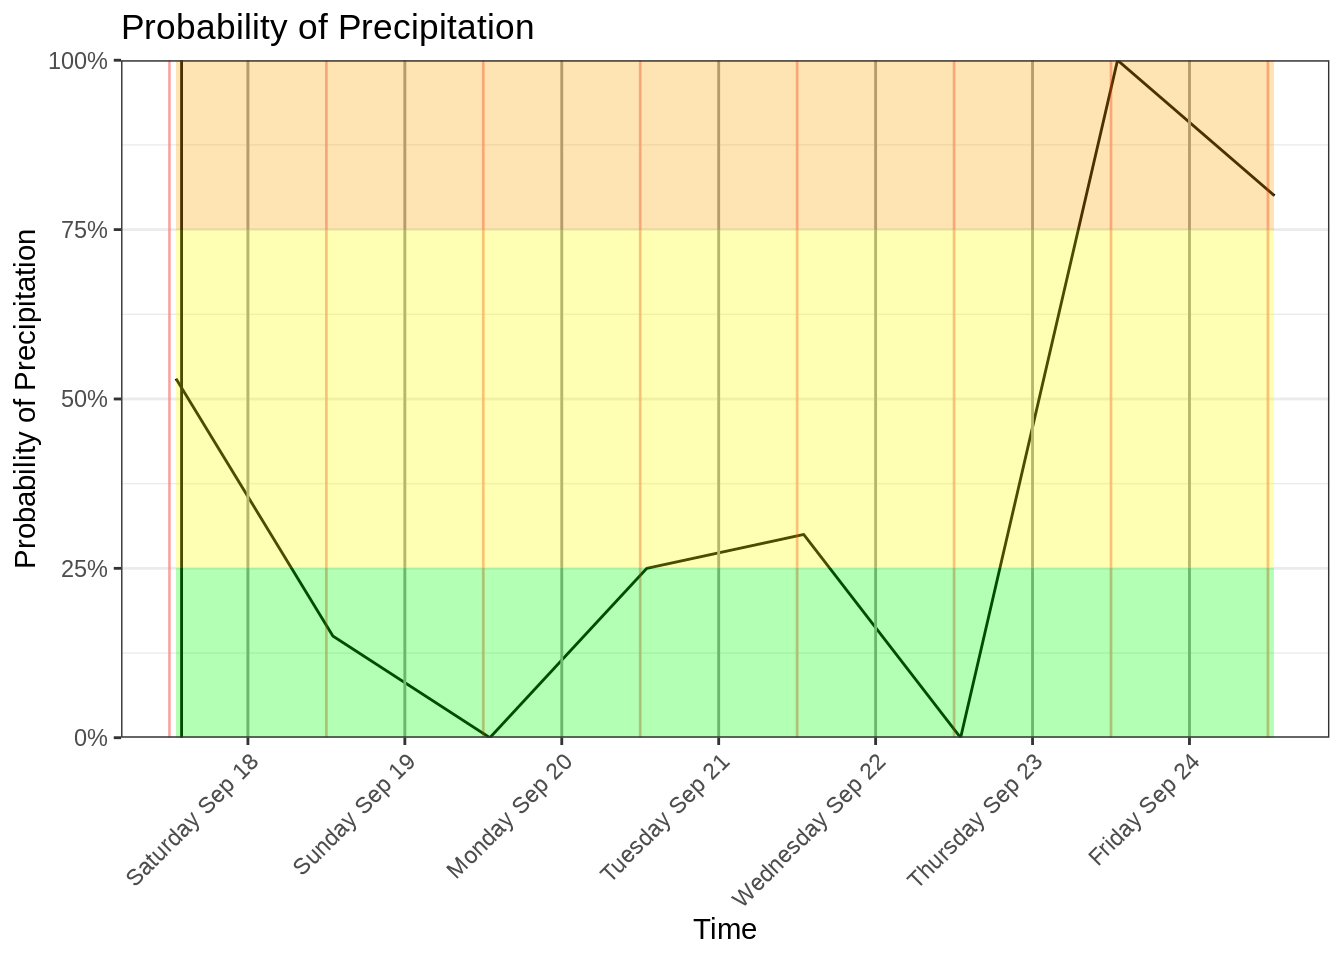 Probability of Precipitation
Probability of Precipitation
100%
75%
50%
25%
0%
Saturday Sep 18
Sunday Sep 19
Monday Sep 20
Tuesday Sep 21
Wednesday Sep 22
Thursday Sep 23
Friday Sep 24
Time